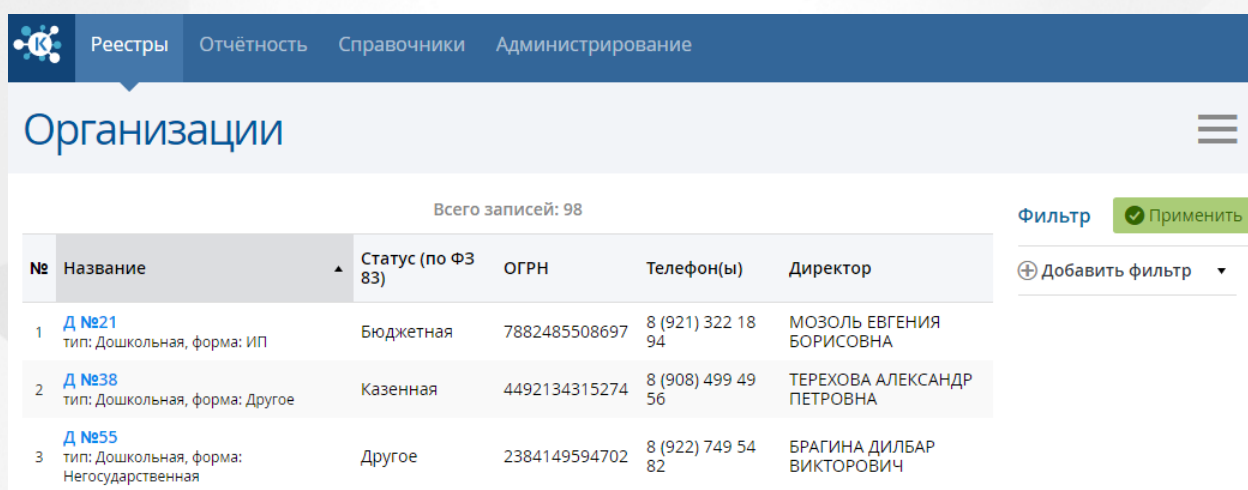 K Реестры Отчётность Справочники Администрирование
Организации
Всего записей: 98
Фильтр Применить
Добавить фильтр
№ Название Статус (по ФЗ 83) ОГРН Телефон(ы) Директор
1 Д №21 Бюджетная 7882485508697 8 (921) 322 18 94 МОЗОЛЬ ЕВГЕНИЯ БОРИСОВНА
тип: Дошкольная, форма: ИП
2 Д №38 Казенная 4492134315274 8 (908) 499 49 56 ТЕРЕХОВА АЛЕКСАНДР ПЕТРОВНА
тип: Дошкольная, форма: Другое
3 Д №55 Другое 2384149594702 8 (922) 749 54 82 БРАГИНА ДИЛБАР ВИКТОРОВИЧ
тип: Дошкольная, форма:
Негосударственная